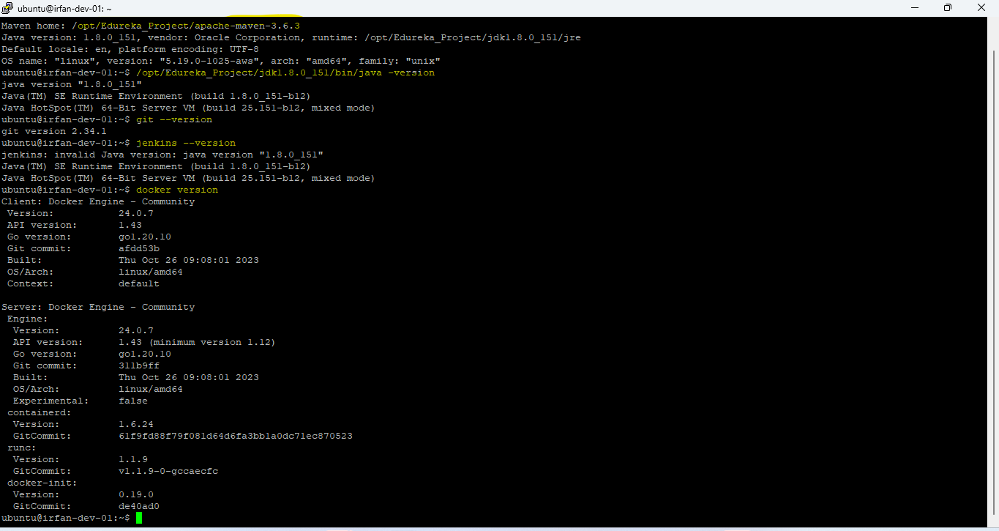 ubuntu@irfan-dev-01: ~
Maven home: /opt/Edureka_Project/apache-maven-3.6.3
Java version: 1.8.0_151, vendor: Oracle Corporation, runtime: /opt/Edureka_Project/jdk1.8.0_151/jre
Default locale: en, platform encoding: UTF-8
OS name: "linux", version: "5.19.0-1025-aws", arch: "amd64", family: "unix"
ubuntu@irfan-dev-01:~$ /opt/Edureka_Project/jdk1.8.0_151/bin/java -version
java version "1.8.0_151"
Java(TM) SE Runtime Environment (build 1.8.0_151-b12)
Java HotSpot(TM) 64-Bit Server VM (build 25.151-b12, mixed mode)
ubuntu@irfan-dev-01:~$ git --version
git version 2.34.1
ubuntu@irfan-dev-01:~$ jenkins --version
jenkins: invalid Java version: java version "1.8.0_151"
Java(TM) SE Runtime Environment (build 1.8.0_151-b12)
Java HotSpot(TM) 64-Bit Server VM (build 25.151-b12, mixed mode)
ubuntu@irfan-dev-01:~$ docker version
Client: Docker Engine - Community
Version: 24.0.7
API version: 1.43
Go version: go1.20.10
Git commit: afdd53b
Built: Thu Oct 26 09:08:01 2023
OS/Arch: linux/amd64
Context: default
Server: Docker Engine - Community
Engine:
Version: 24.0.7
API version: 1.43 (minimum version 1.12)
Go version: go1.20.10
Git commit: 311b9ff
Built: Thu Oct 26 09:08:01 2023
OS/Arch: linux/amd64
Experimental: false
containerd:
Version: 1.6.24
GitCommit: 61f9fd88f79f081d64d6fa3bb1a0dc71ec870523
runc:
Version: 1.1.9
GitCommit: v1.1.9-0-gccaecfc
docker-init:
Version: 0.19.0
GitCommit: de40ad0
ubuntu@irfan-dev-01:~$